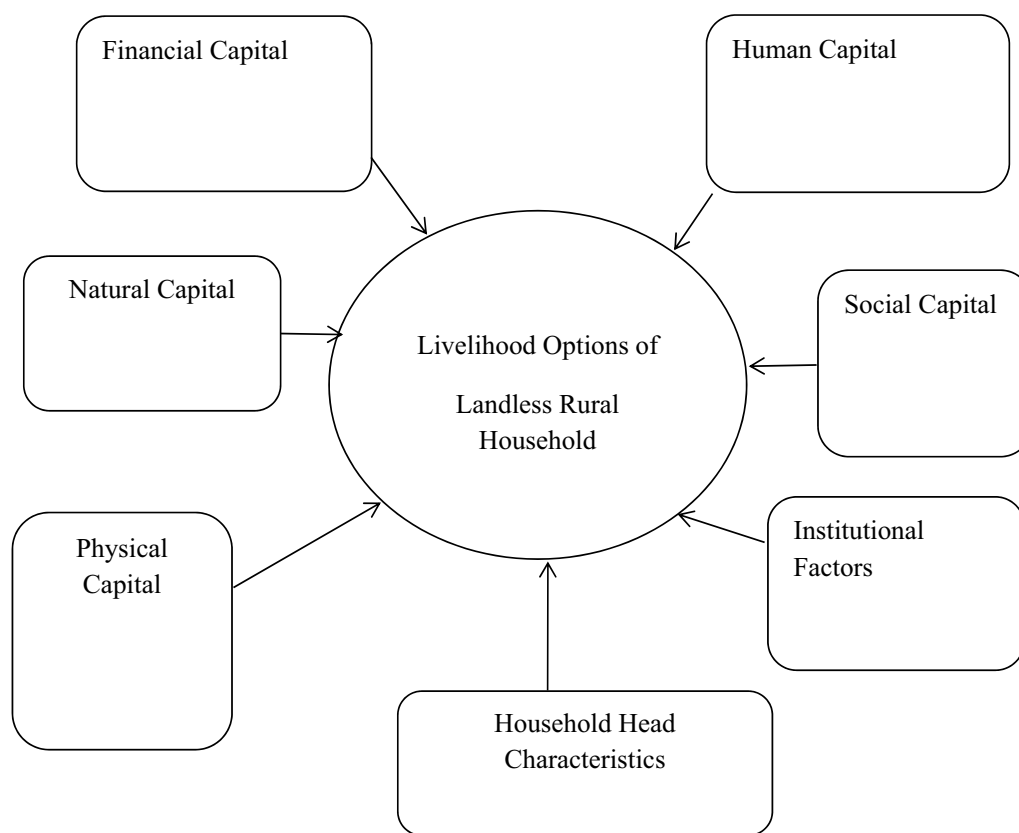 Financial Capital
Human Capital
Natural Capital
Social Capital
Livelihood Options of
Landless Rural
Household
Physical
Capital
Institutional
Factors
Household Head
Characteristics